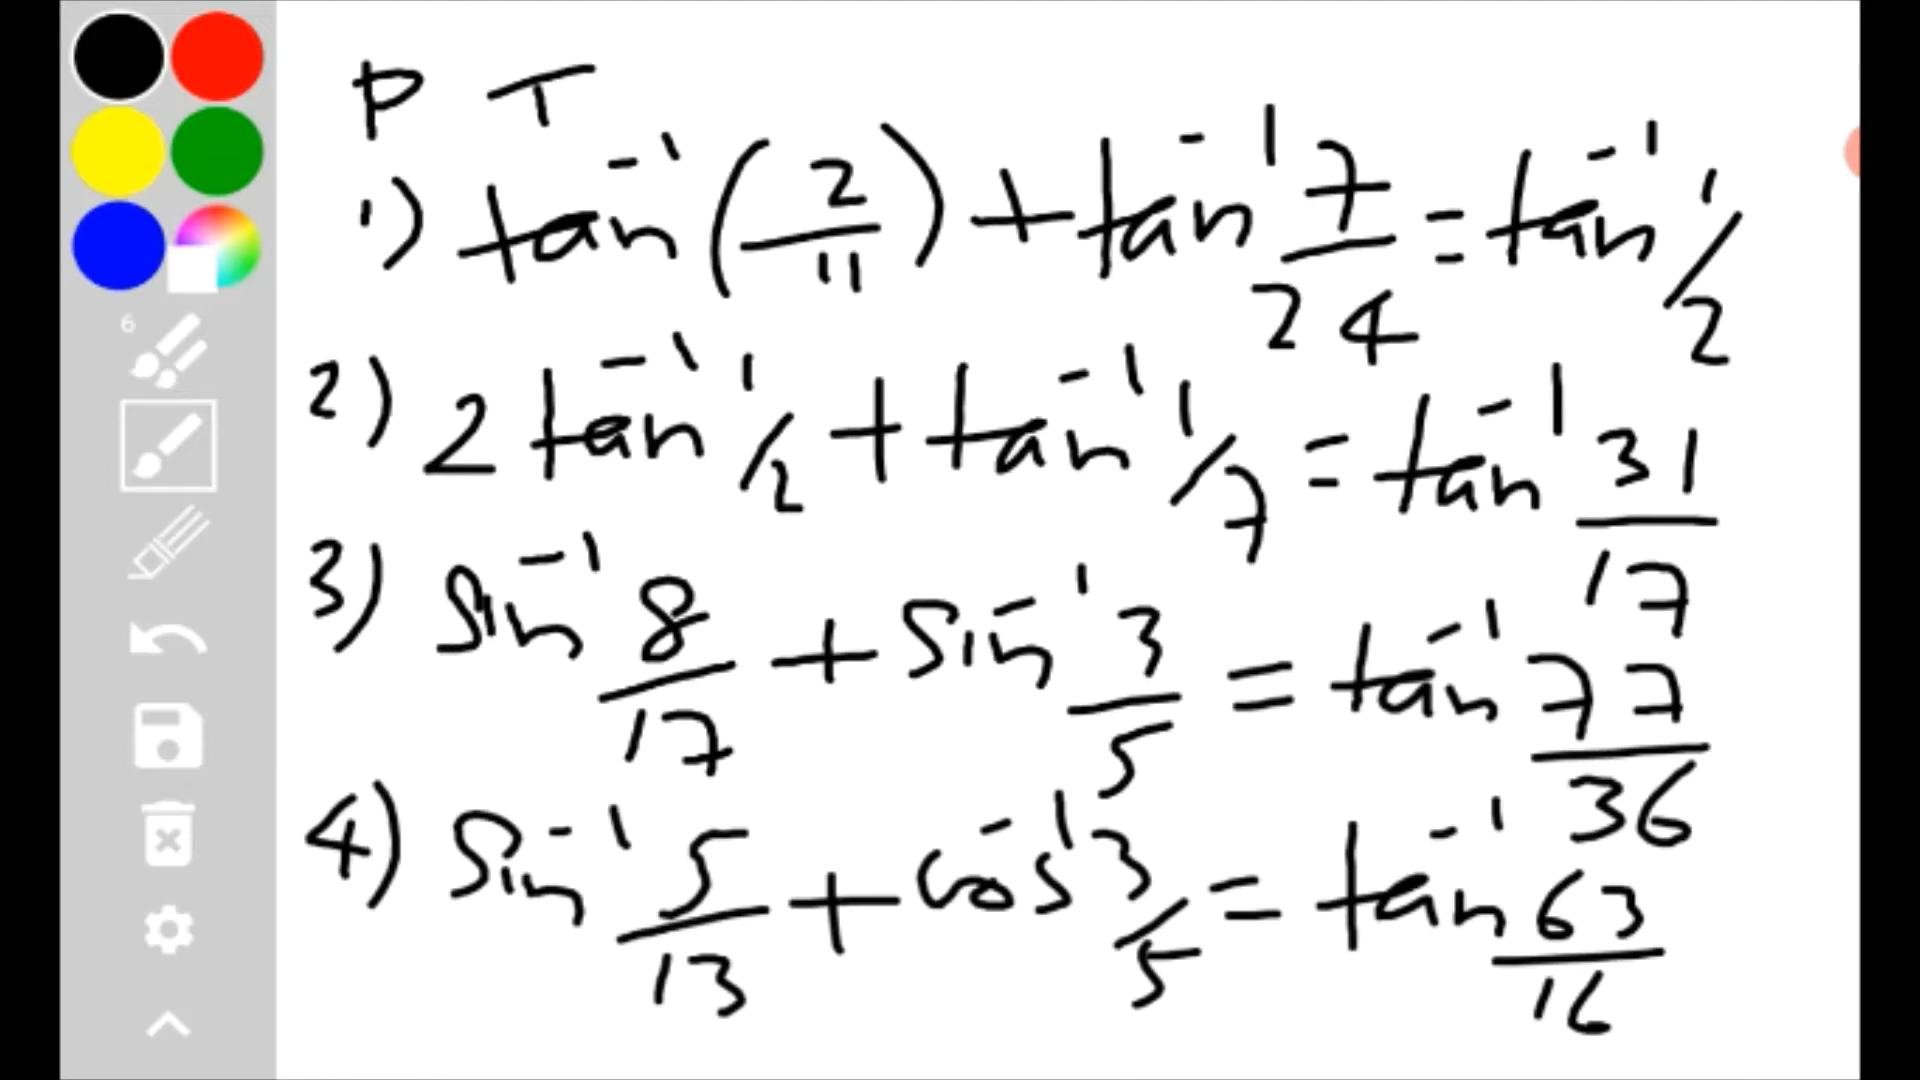 6
P T
1) tan⁻¹(2/11) + tan⁻¹ 7/24 = tan⁻¹ 1/2
2) 2 tan⁻¹ 1/2 + tan⁻¹ 1/7 = tan⁻¹ 31/17
3) sin⁻¹ 8/17 + sin⁻¹ 3/5 = tan⁻¹ 77/36
4) sin⁻¹ 5/13 + cos⁻¹ 3/5 = tan⁻¹ 63/16